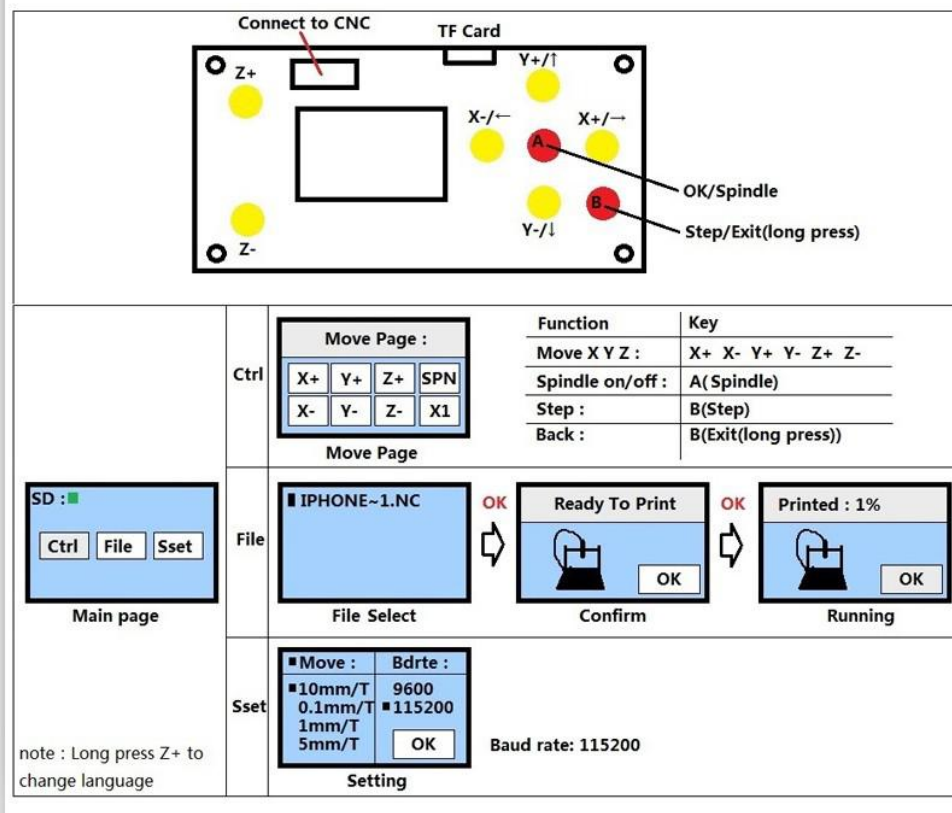 Connect to CNC
TF Card
Z+
Y+/↑
X-/←
X+/→
A
OK/Spindle
B
Z-
Y-/↓
Step/Exit(long press)
Ctrl
Move Page :
X+ Y+ Z+ SPN
X- Y- Z- X1
Move Page
Function Key
Move X Y Z : X+ X- Y+ Y- Z+ Z-
Spindle on/off : A(Spindle)
Step : B(Step)
Back : B(Exit(long press))
SD :
Ctrl File Sset
Main page
File
IPHONE~1.NC
File Select
OK
Ready To Print
OK
Confirm
OK
Printed : 1%
OK
Running
Sset
Move : Bdrte :
10mm/T 9600
0.1mm/T 115200
1mm/T
5mm/T OK
Setting
Baud rate: 115200
note : Long press Z+ to
change language